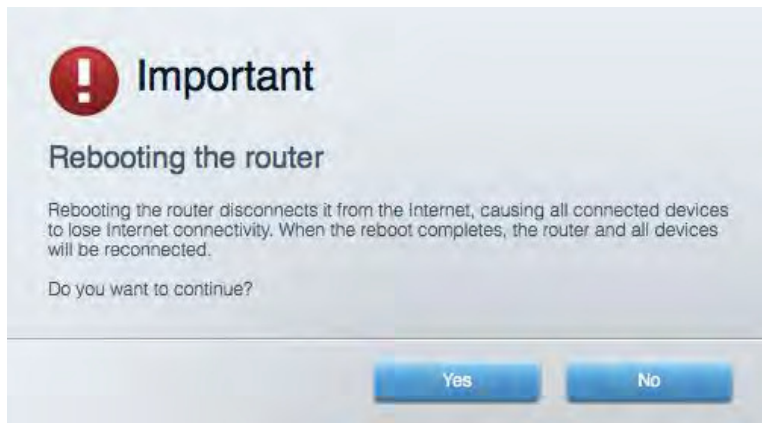 Important
Rebooting the router
Rebooting the router disconnects it from the Internet, causing all connected devices
to lose Internet connectivity. When the reboot completes, the router and all devices
will be reconnected.
Do you want to continue?
Yes
No